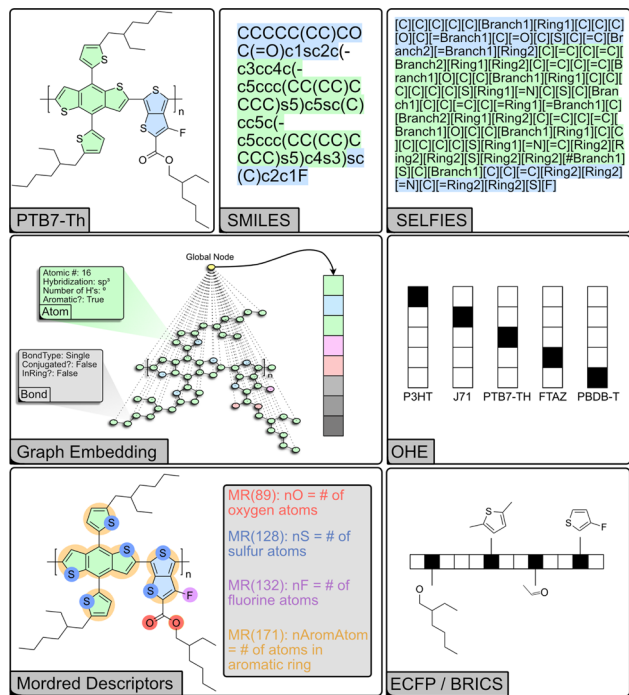 S
S
S
S
S
S
F
O
O
n
PTB7-Th
CCCCC(CC)CO
C(=O)c1sc2c(-
c3cc4c(-
c5ccc(CC(CC)C
CCC)s5)c5sc(C)
cc5c(-
c5ccc(CC(CC)C
CCC)s5)c4s3)sc
(C)c2c1F
SMILES
[C][C][C][C][C][Branch1][Ring1][C][C][C]
[O][C][=Branch1][C][=O][C][S][C][=C][Br
anch2][=Branch1][Ring2][C][=C][C][=C][
Branch2][Ring1][Ring2][C][=C][C][=C][B
ranch1][O][C][C][Branch1][Ring1][C][C]
[C][C][C][C][S][Ring1][=N][C][S][C][Bran
ch1][C][=C][C][=C][Ring1][=Branch1][C]
[Branch2][Ring1][Ring2][C][=C][C][=C][
Branch1][O][C][C][Branch1][Ring1][C][C]
[C][C][C][C][S][Ring1][=N][=C][Ring2][R
ing2][Ring2][S][Ring2][Ring2][#Branch1]
[S][C][Branch1][C][C][=C][Ring2][Ring2]
[=N][C][=Ring2][Ring2][S][F]
SELFIES
Global Node
Atomic #: 16
Hybridization: sp³
Number of H's: ⁰
Aromatic?: True
Atom
BondType: Single
Conjugated?: False
InRing?: False
Bond
n
Graph Embedding
P3HT
J71
PTB7-TH
FTAZ
PBDB-T
OHE
S
S
S
S
S
S
F
O
O
n
MR(89): nO = # of
oxygen atoms
MR(128): nS = # of
sulfur atoms
MR(132): nF = # of
fluorine atoms
MR(171): nAromAtom
= # of atoms in
aromatic ring
Mordred Descriptors
S
S
F
O
O
ECFP / BRICS